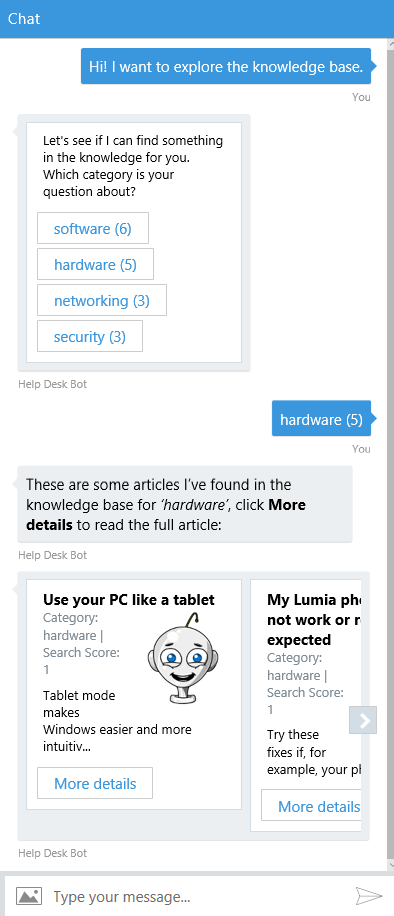 Chat
Hi! I want to explore the knowledge base.
You
Let's see if I can find something
in the knowledge for you.
Which category is your
question about?
software (6)
hardware (5)
networking (3)
security (3)
Help Desk Bot
hardware (5)
You
These are some articles I've found in the
knowledge base for 'hardware', click More
details to read the full article:
Help Desk Bot
Use your PC like a tablet
Category:
hardware |
Search Score:
1
Tablet mode
makes
Windows easier and more
intuitiv...
More details
My Lumia pho
not work or r
expected
Category:
hardware |
Search Score:
1
Try these
fixes if, for
example, your ph
More details
Help Desk Bot
Type your message...